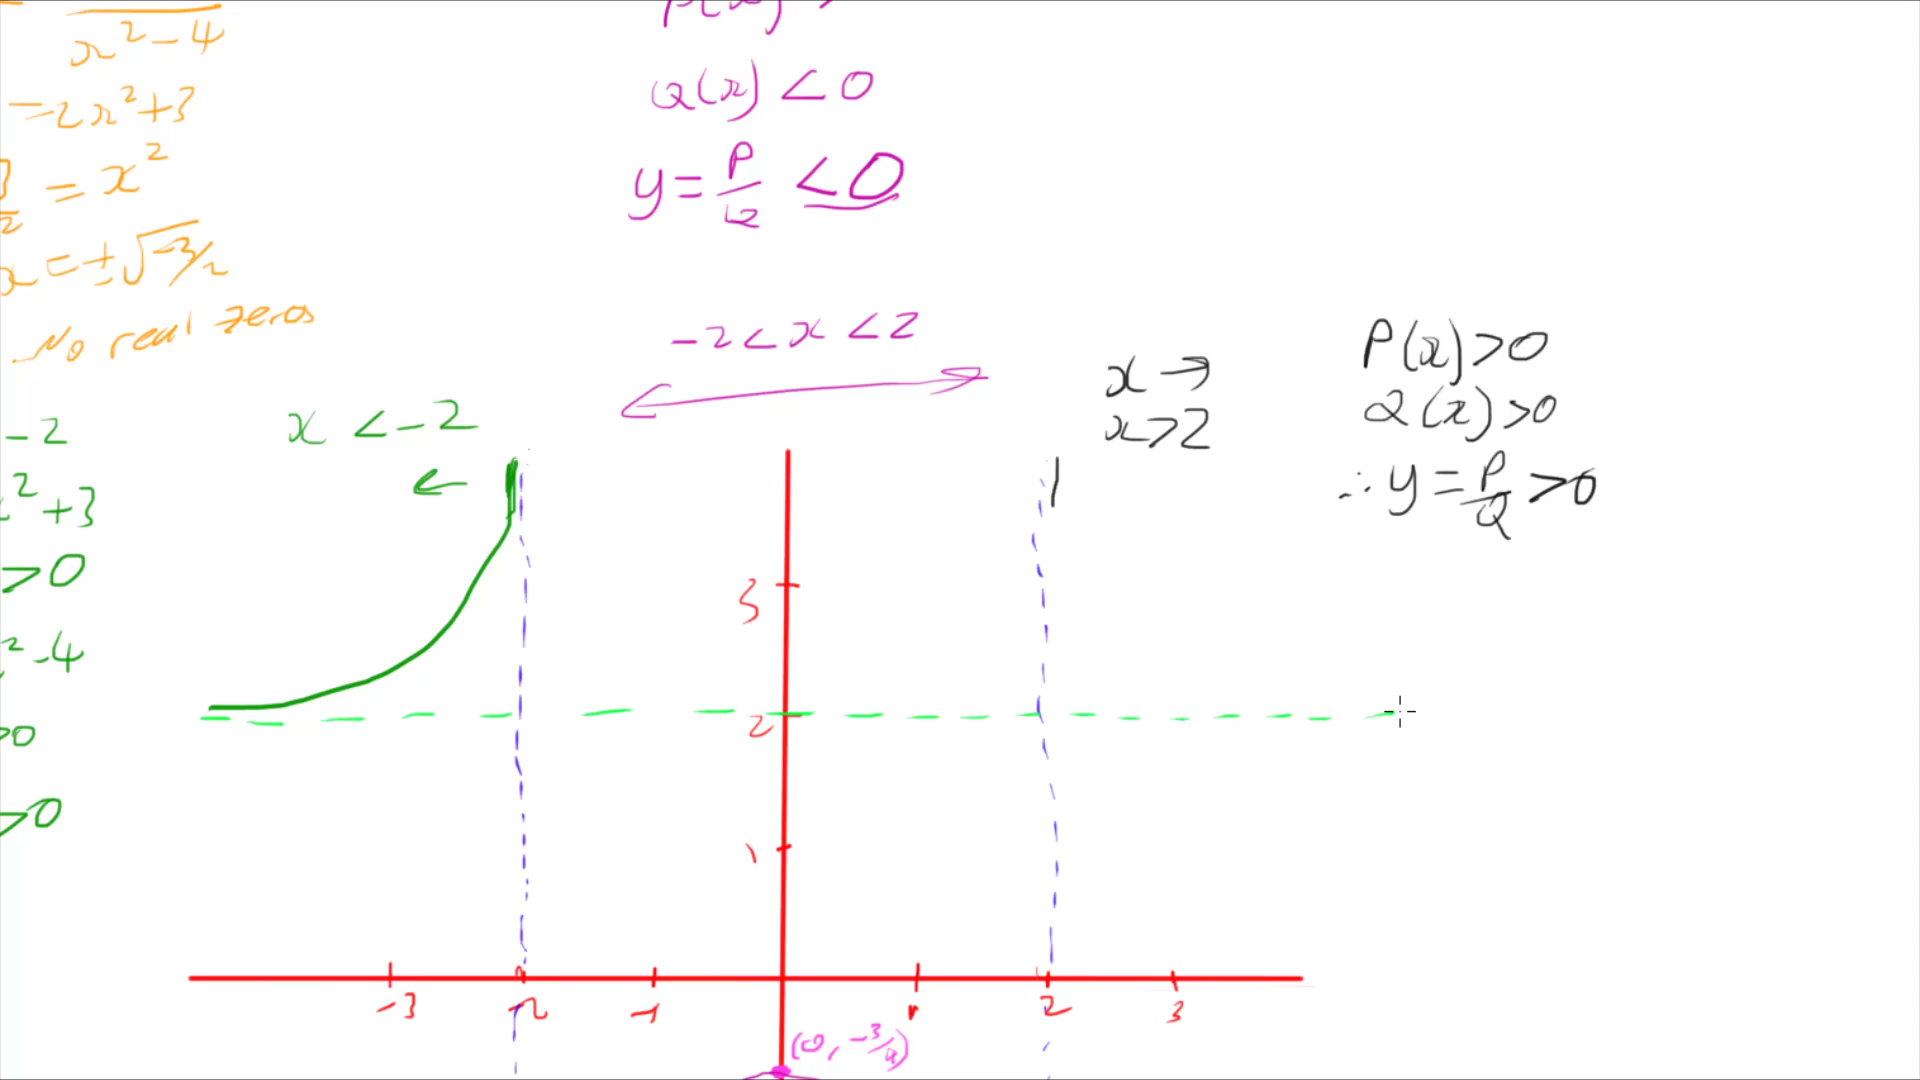 x²-4
=2x²+3
= x²
x=±√-3/2
No real zeros
-2
²+3
>0
²-4
>0
>0
Q(x) <0
y=P/Q <0
-2<x<2
x<-2
x→
x>2
P(x)>0
Q(x)>0
∴y=P/Q>0
3
2
1
-3 -2 -1 1 2 3
(0, -3/4)